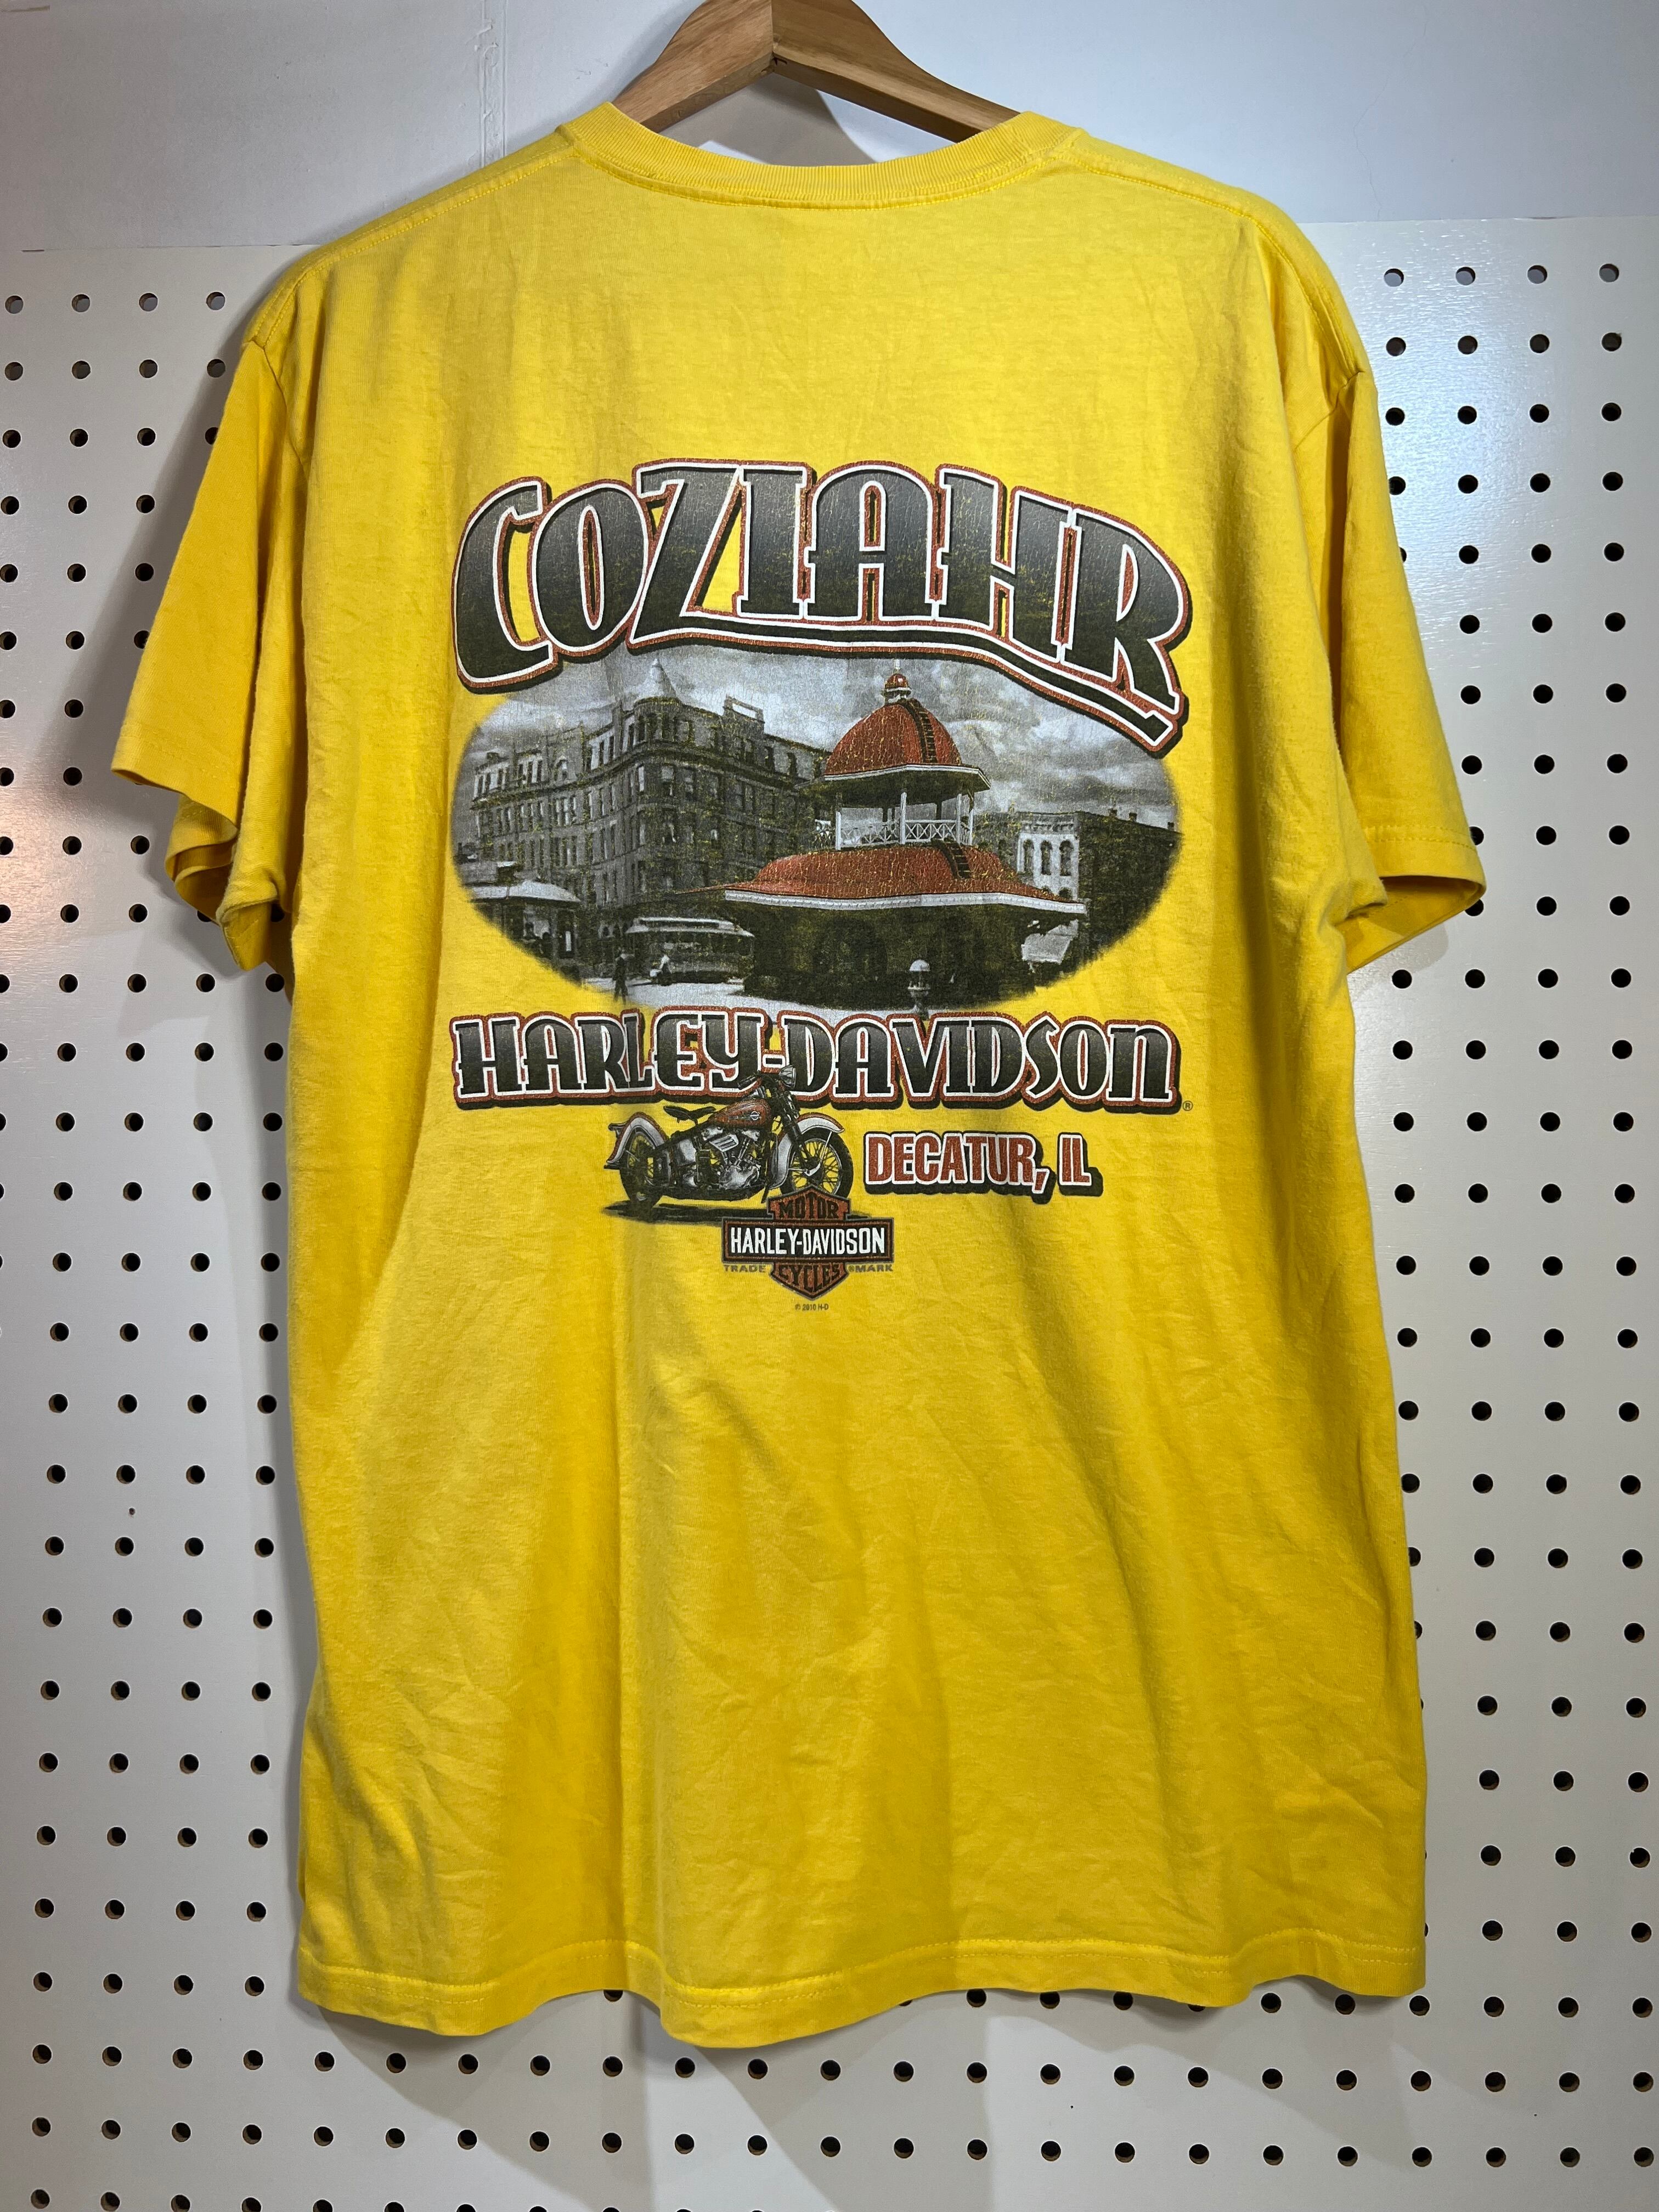 COZIAHR
HARLEY-DAVIDSON®
DECATUR, IL
MOTOR
HARLEY-DAVIDSON
TRADE CYCLES ®MARK
© 2010 H-D